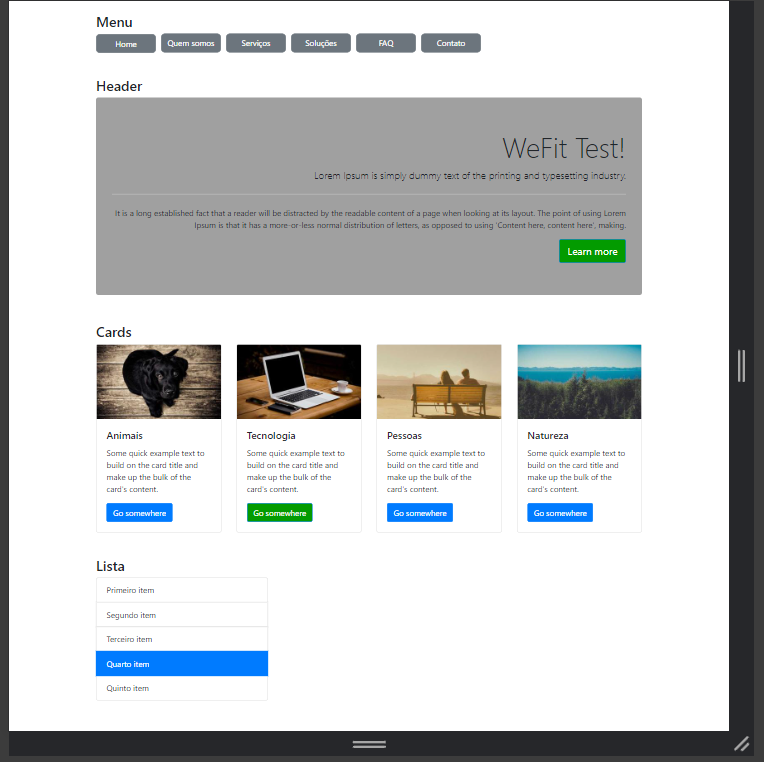 Menu
Home Quem somos Serviços Soluções FAQ Contato
Header
WeFit Test!
Lorem Ipsum is simply dummy text of the printing and typesetting industry.
It is a long established fact that a reader will be distracted by the readable content of a page when looking at its layout. The point of using Lorem
Ipsum is that it has a more-or-less normal distribution of letters, as opposed to using 'Content here, content here', making.
Learn more
Cards
Animais
Some quick example text to
build on the card title and
make up the bulk of the
card's content.
Go somewhere
Tecnologia
Some quick example text to
build on the card title and
make up the bulk of the
card's content.
Go somewhere
Pessoas
Some quick example text to
build on the card title and
make up the bulk of the
card's content.
Go somewhere
Natureza
Some quick example text to
build on the card title and
make up the bulk of the
card's content.
Go somewhere
Lista
Primeiro item
Segundo item
Terceiro item
Quarto item
Quinto item